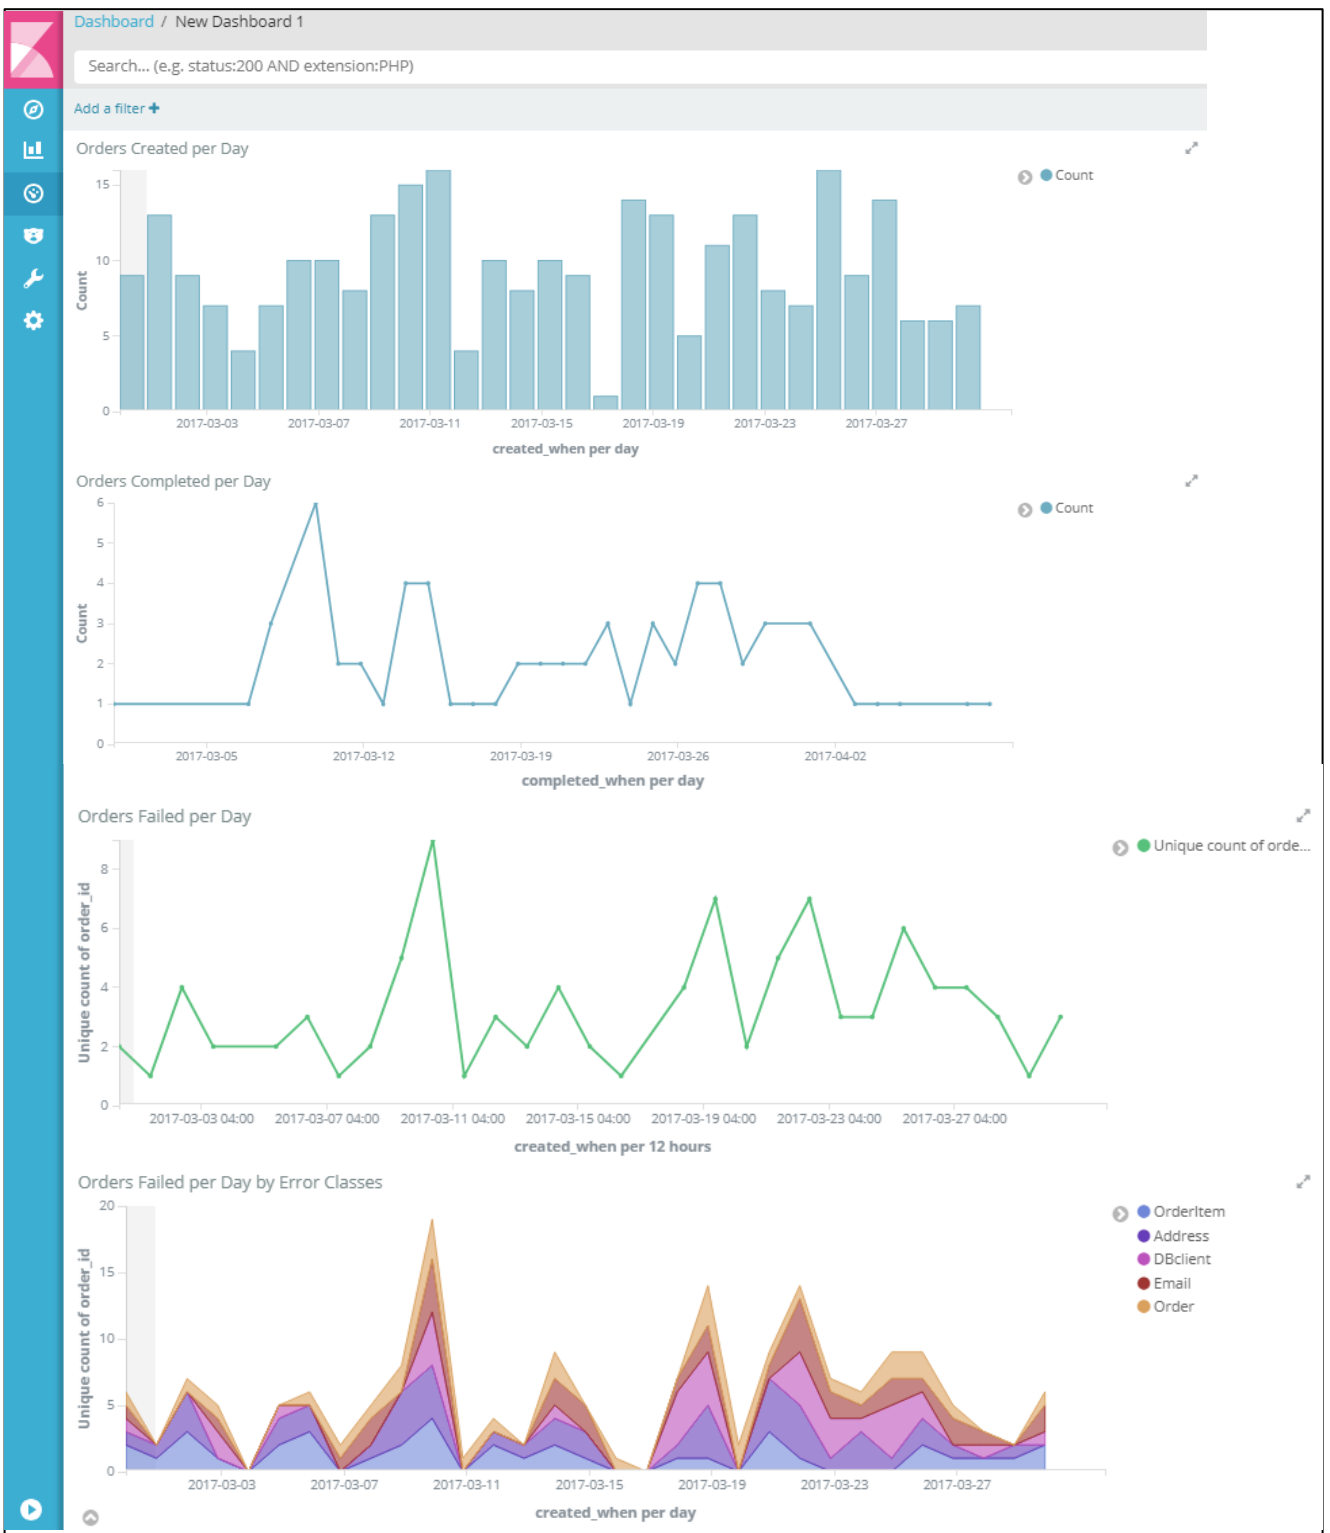 Dashboard / New Dashboard 1
Search... (e.g. status:200 AND extension:PHP)
Add a filter +
Orders Created per Day
Count
15
10
5
0
Count
2017-03-03 2017-03-07 2017-03-11 2017-03-15 2017-03-19 2017-03-23 2017-03-27
created_when per day
Orders Completed per Day
Count
6
5
4
3
2
1
0
Count
2017-03-05 2017-03-12 2017-03-19 2017-03-26 2017-04-02
completed_when per day
Orders Failed per Day
Unique count of orde...
8
6
4
2
0
Unique count of order_id
2017-03-03 04:00 2017-03-07 04:00 2017-03-11 04:00 2017-03-15 04:00 2017-03-19 04:00 2017-03-23 04:00 2017-03-27 04:00
created_when per 12 hours
Orders Failed per Day by Error Classes
20
15
10
5
0
Unique count of order_id
OrderItem
Address
DBclient
Email
Order
2017-03-03 2017-03-07 2017-03-11 2017-03-15 2017-03-19 2017-03-23 2017-03-27
created_when per day